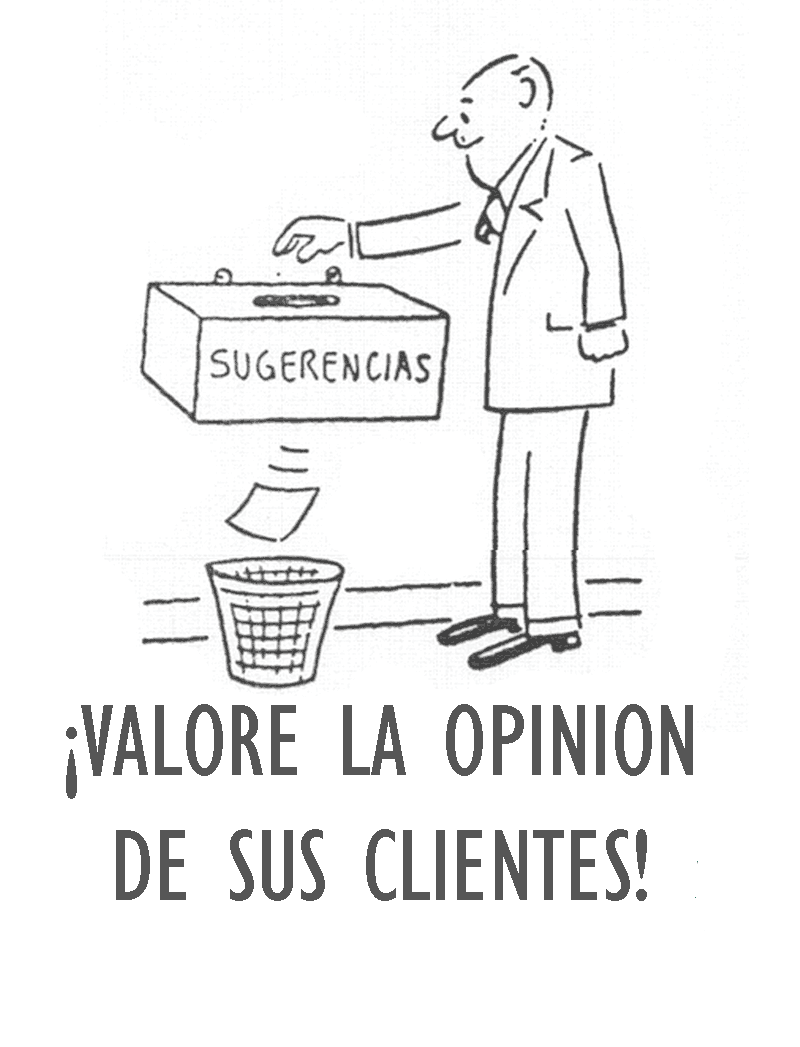 SUGERENCIAS
¡VALORE LA OPINION
DE SUS CLIENTES!